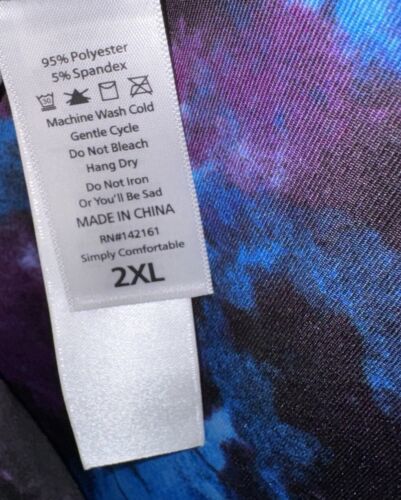 95% Polyester
5% Spandex
30
Machine Wash Cold
Gentle Cycle
Do Not Bleach
Hang Dry
Do Not Iron
Or You'll Be Sad
MADE IN CHINA
RN#142161
Simply Comfortable
2XL